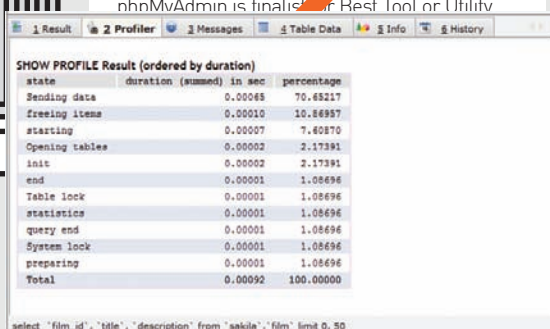 phpMyAdmin is finalist for Best Tool or Utility
1 Result 2 Profiler 3 Messages 4 Table Data 5 Info 6 History
SHOW PROFILE Result (ordered by duration)
state duration (summed) in sec percentage
Sending data 0.00065 70.65217
freeing items 0.00010 10.86957
starting 0.00007 7.60870
Opening tables 0.00002 2.17391
init 0.00002 2.17391
end 0.00001 1.08696
Table lock 0.00001 1.08696
statistics 0.00001 1.08696
query end 0.00001 1.08696
System lock 0.00001 1.08696
preparing 0.00001 1.08696
Total 0.00092 100.00000
select `film_id`, `title`, `description` from `sakila`.`film` limit 0, 50